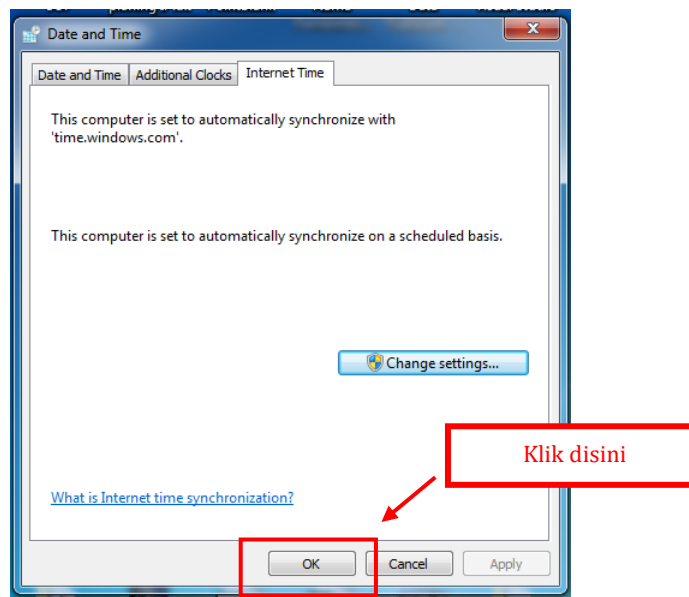 Date and Time
Date and Time Additional Clocks Internet Time
This computer is set to automatically synchronize with
'time.windows.com'.
This computer is set to automatically synchronize on a scheduled basis.
Change settings...
Klik disini
What is Internet time synchronization?
OK Cancel Apply